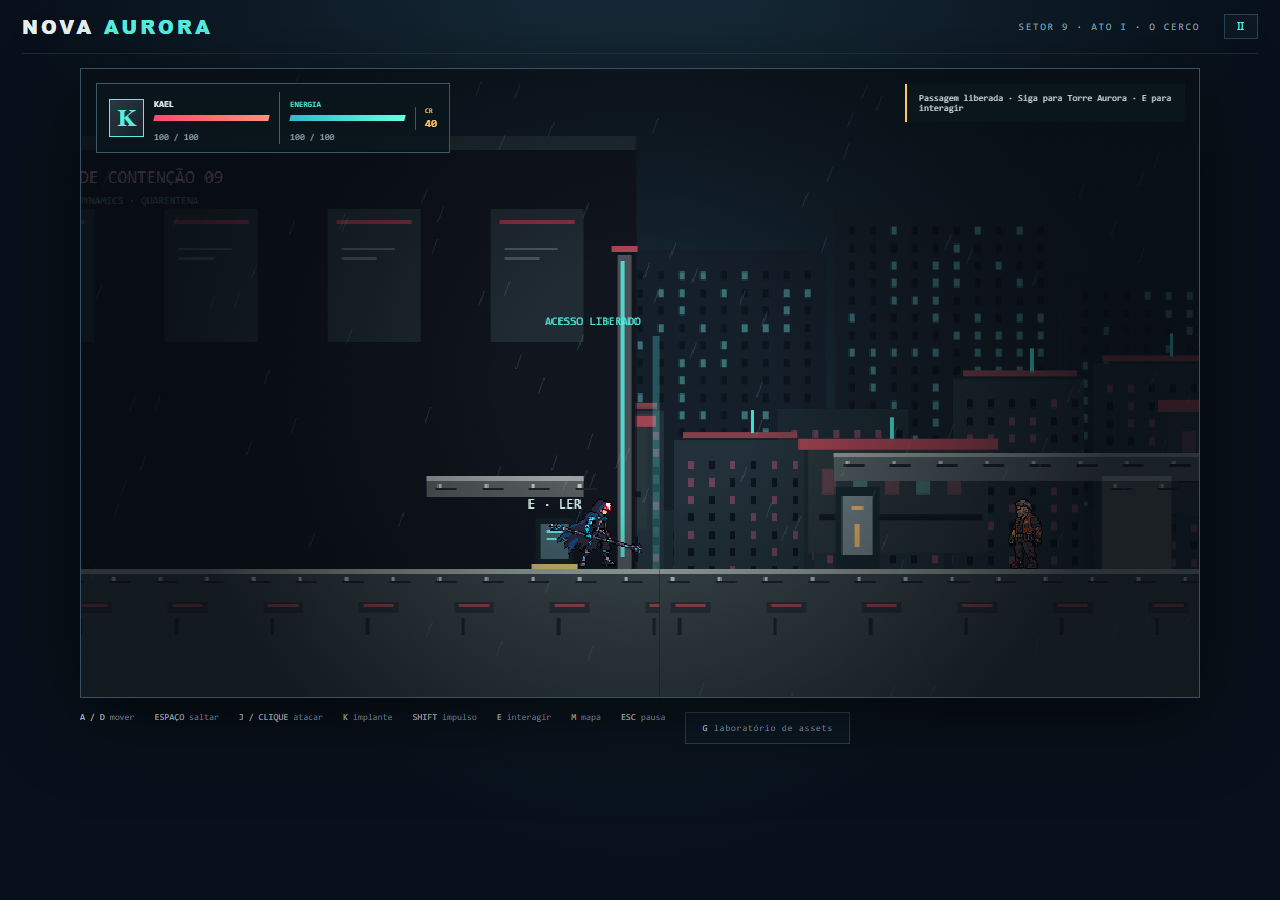 NOVA AURORA
SETOR 9 · ATO I · O CERCO
II
K
KAEL
100 / 100
ENERGIA
100 / 100
CR
40
Passagem liberada · Siga para Torre Aurora · E para
interagir
DE CONTENÇÃO 09
DYNAMICS · QUARENTENA
ACESSO LIBERADO
E · LER
A / D mover
ESPAÇO saltar
J / CLIQUE atacar
K implante
SHIFT impulso
E interagir
M mapa
ESC pausa
G laboratório de assets